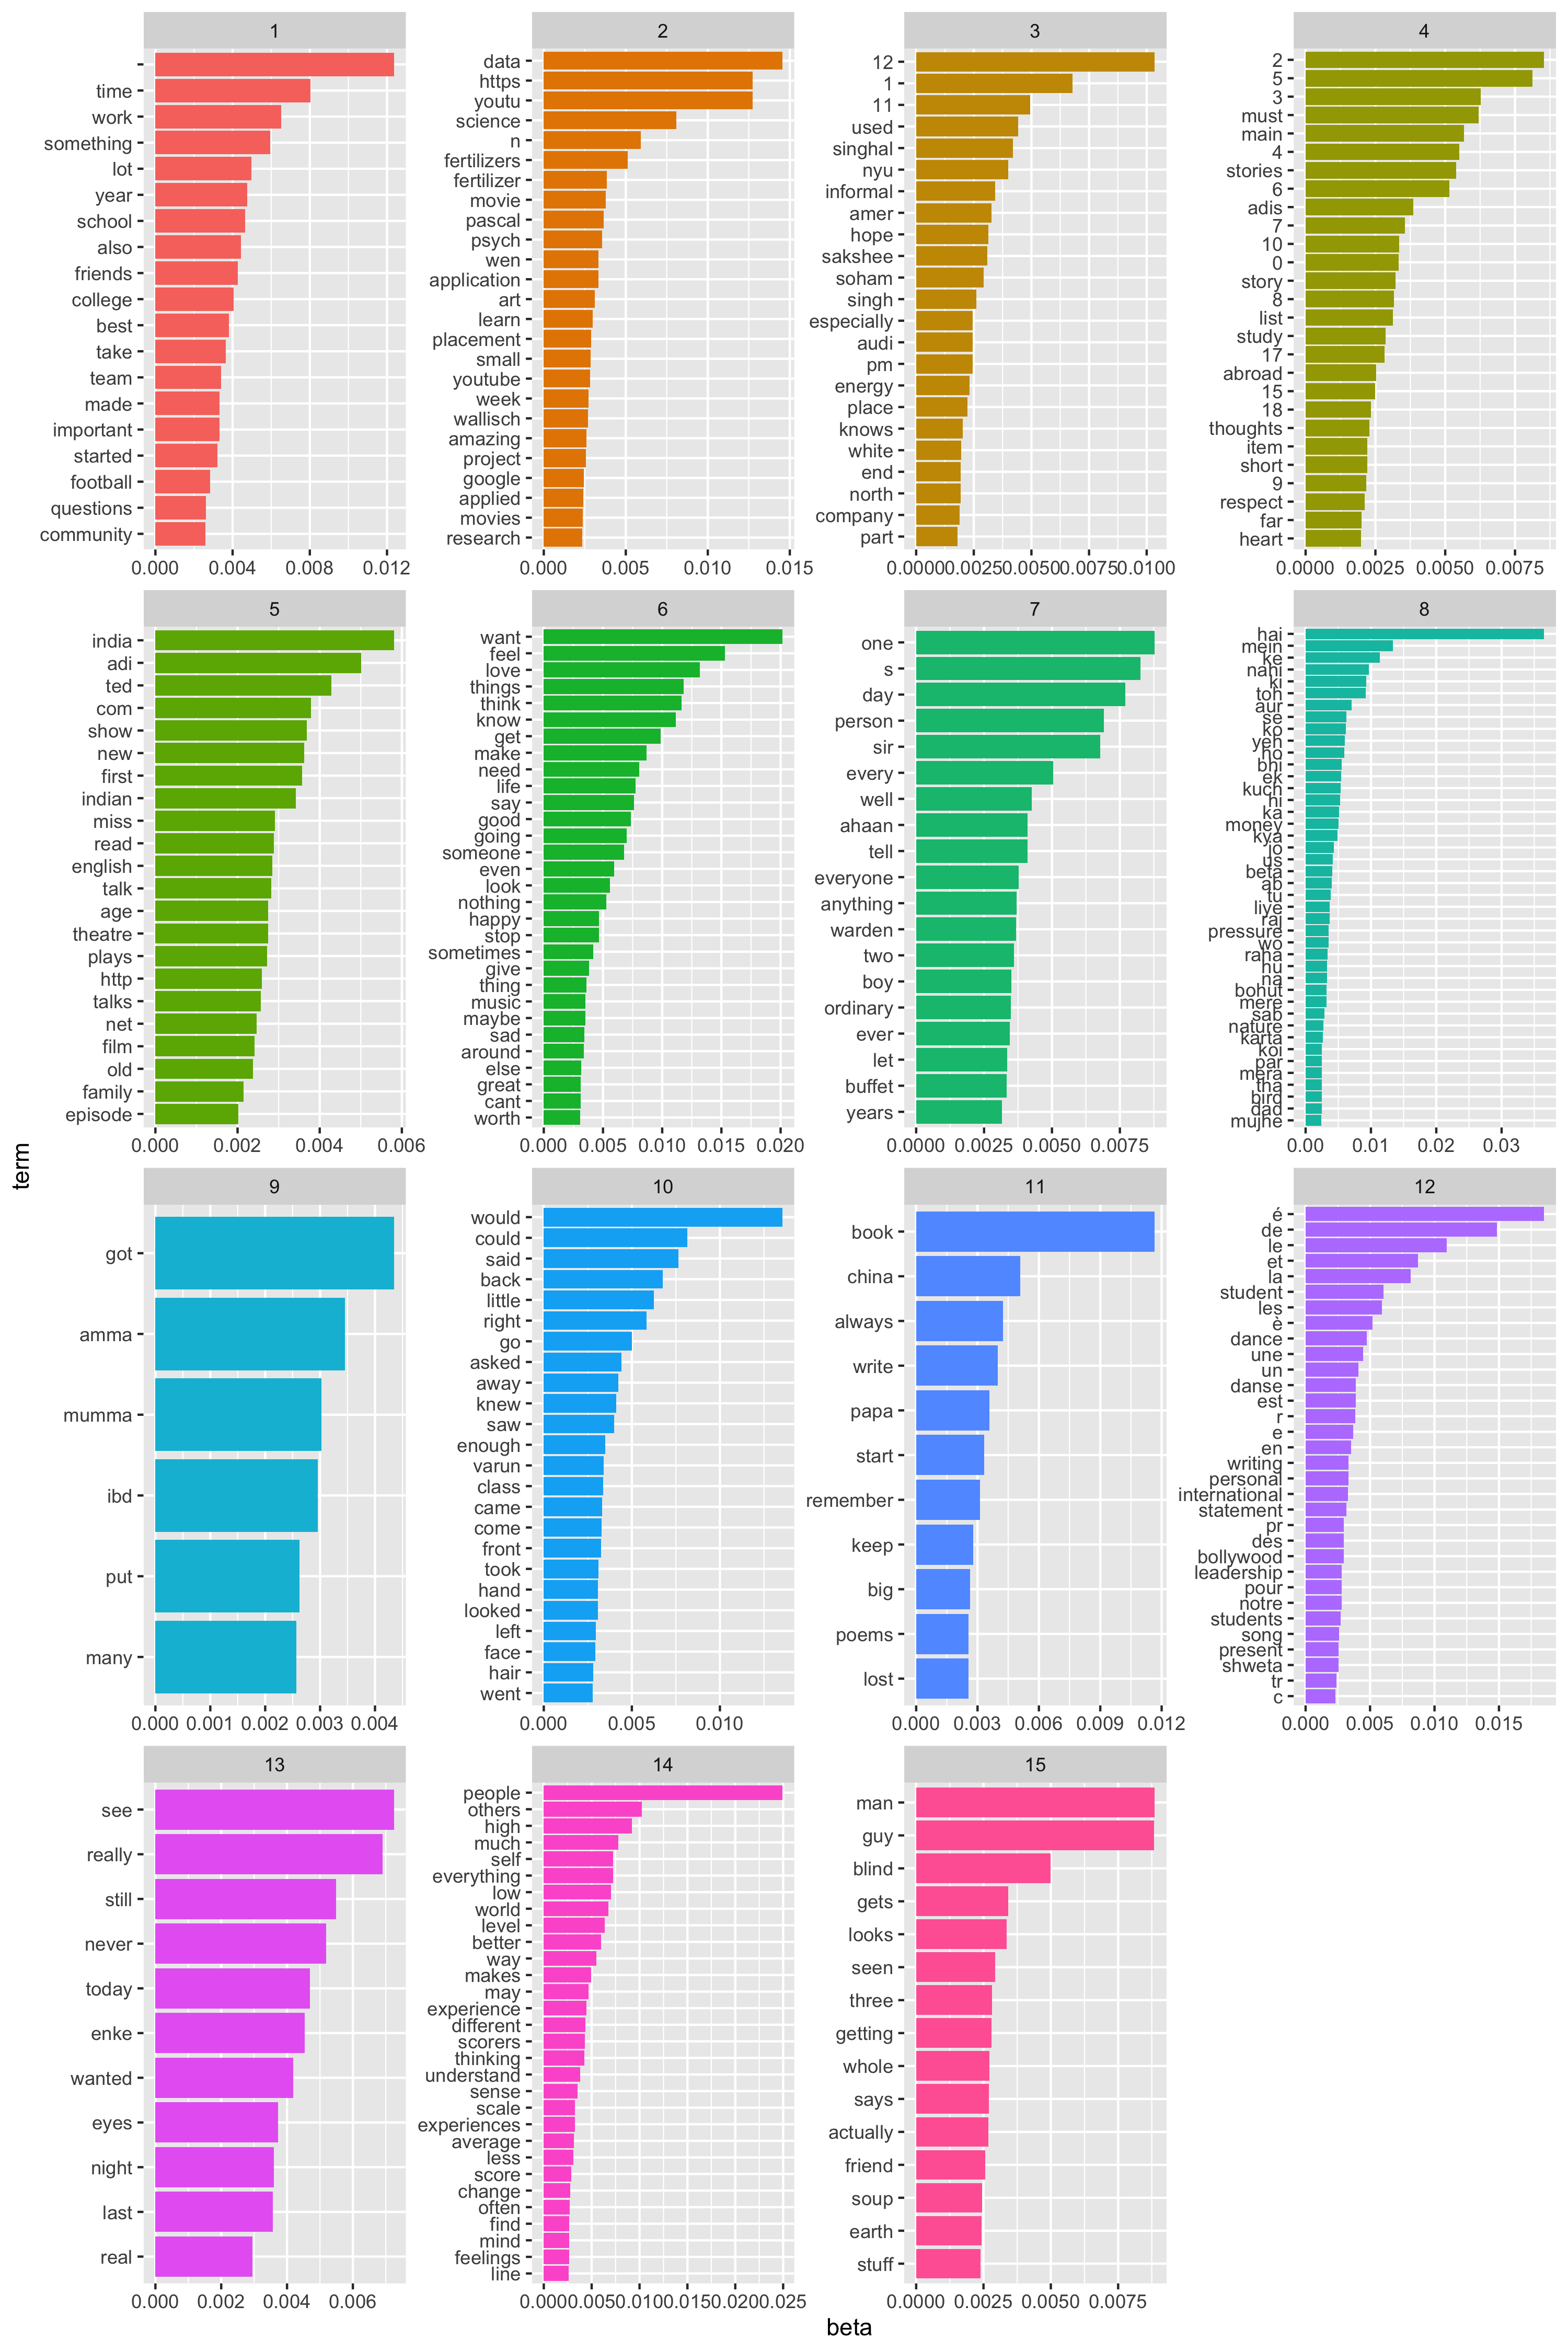 1
time
work
something
lot
year
school
also
friends
college
best
take
team
made
important
started
football
questions
community
0.000 0.004 0.008 0.012
2
data
https
youtu
science
n
fertilizers
fertilizer
movie
pascal
psych
wen
application
art
learn
placement
small
youtube
week
wallisch
amazing
project
google
applied
movies
research
0.000 0.005 0.010 0.015
3
12
1
11
used
singhal
nyu
informal
amer
hope
sakshee
soham
singh
especially
audi
pm
energy
place
knows
white
end
north
company
part
0.0000 0.0025 0.0050 0.0075 0.0100
4
2
5
3
must
main
4
stories
6
adis
7
10
0
story
8
list
study
17
abroad
15
18
thoughts
item
short
9
respect
far
heart
0.0000 0.0025 0.0050 0.0075
5
india
adi
ted
com
show
new
first
indian
miss
read
english
talk
age
theatre
plays
http
talks
net
film
old
family
episode
0.000 0.002 0.004 0.006
6
want
feel
love
things
think
know
get
make
need
life
say
good
going
someone
even
look
nothing
happy
stop
sometimes
give
thing
music
maybe
sad
around
else
great
cant
worth
0.000 0.005 0.010 0.015 0.020
7
one
s
day
person
sir
every
well
ahaan
tell
everyone
anything
warden
two
boy
ordinary
ever
let
buffet
years
0.0000 0.0025 0.0050 0.0075
8
hai
mein
ke
nahi
ki
toh
aur
se
ko
yeh
ho
bhi
ek
kuch
hi
ka
money
kya
jo
us
beta
ab
tu
live
raj
pressure
wo
raha
hu
na
bohut
mere
sab
nature
karta
koi
par
mera
tha
bird
dad
mujhe
0.00 0.01 0.02 0.03
term
9
got
amma
mumma
ibd
put
many
0.000 0.001 0.002 0.003 0.004
10
would
could
said
back
little
right
go
asked
away
knew
saw
enough
varun
class
came
come
front
took
hand
looked
left
face
hair
went
0.000 0.005 0.010
11
book
china
always
write
papa
start
remember
keep
big
poems
lost
0.000 0.003 0.006 0.009 0.012
12
é
de
le
et
la
student
les
è
dance
une
un
danse
est
r
e
en
writing
personal
international
statement
pr
des
bollywood
leadership
pour
notre
students
song
present
shweta
tr
c
0.000 0.005 0.010 0.015
13
see
really
still
never
today
enke
wanted
eyes
night
last
real
0.000 0.002 0.004 0.006
14
people
others
high
much
self
everything
low
world
level
better
way
makes
may
experience
different
scorers
thinking
understand
sense
scale
experiences
average
less
score
change
often
find
mind
feelings
line
0.000 0.005 0.010 0.015 0.020 0.025
15
man
guy
blind
gets
looks
seen
three
getting
whole
says
actually
friend
soup
earth
stuff
0.0000 0.0025 0.0050 0.0075
beta